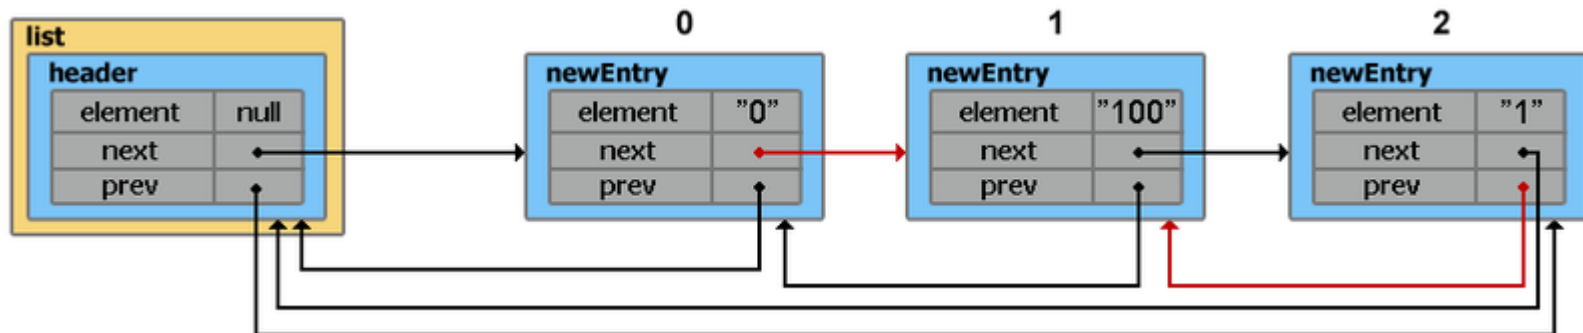 0 1 2
list
header
element null
next
prev
newEntry
element "0"
next
prev
newEntry
element "100"
next
prev
newEntry
element "1"
next
prev